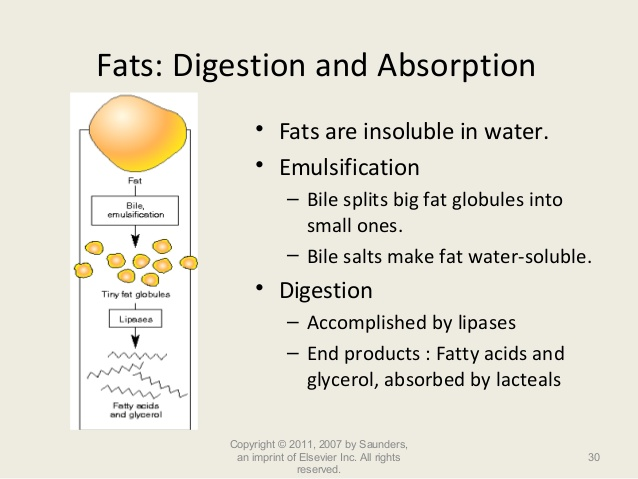 Fats: Digestion and Absorption
Fat
Bile,
emulsification
Tiny fat globules
Lipases
Fatty acids
and glycerol
• Fats are insoluble in water.
• Emulsification
– Bile splits big fat globules into
small ones.
– Bile salts make fat water-soluble.
• Digestion
– Accomplished by lipases
– End products : Fatty acids and
glycerol, absorbed by lacteals
Copyright © 2011, 2007 by Saunders,
an imprint of Elsevier Inc. All rights
reserved.
30